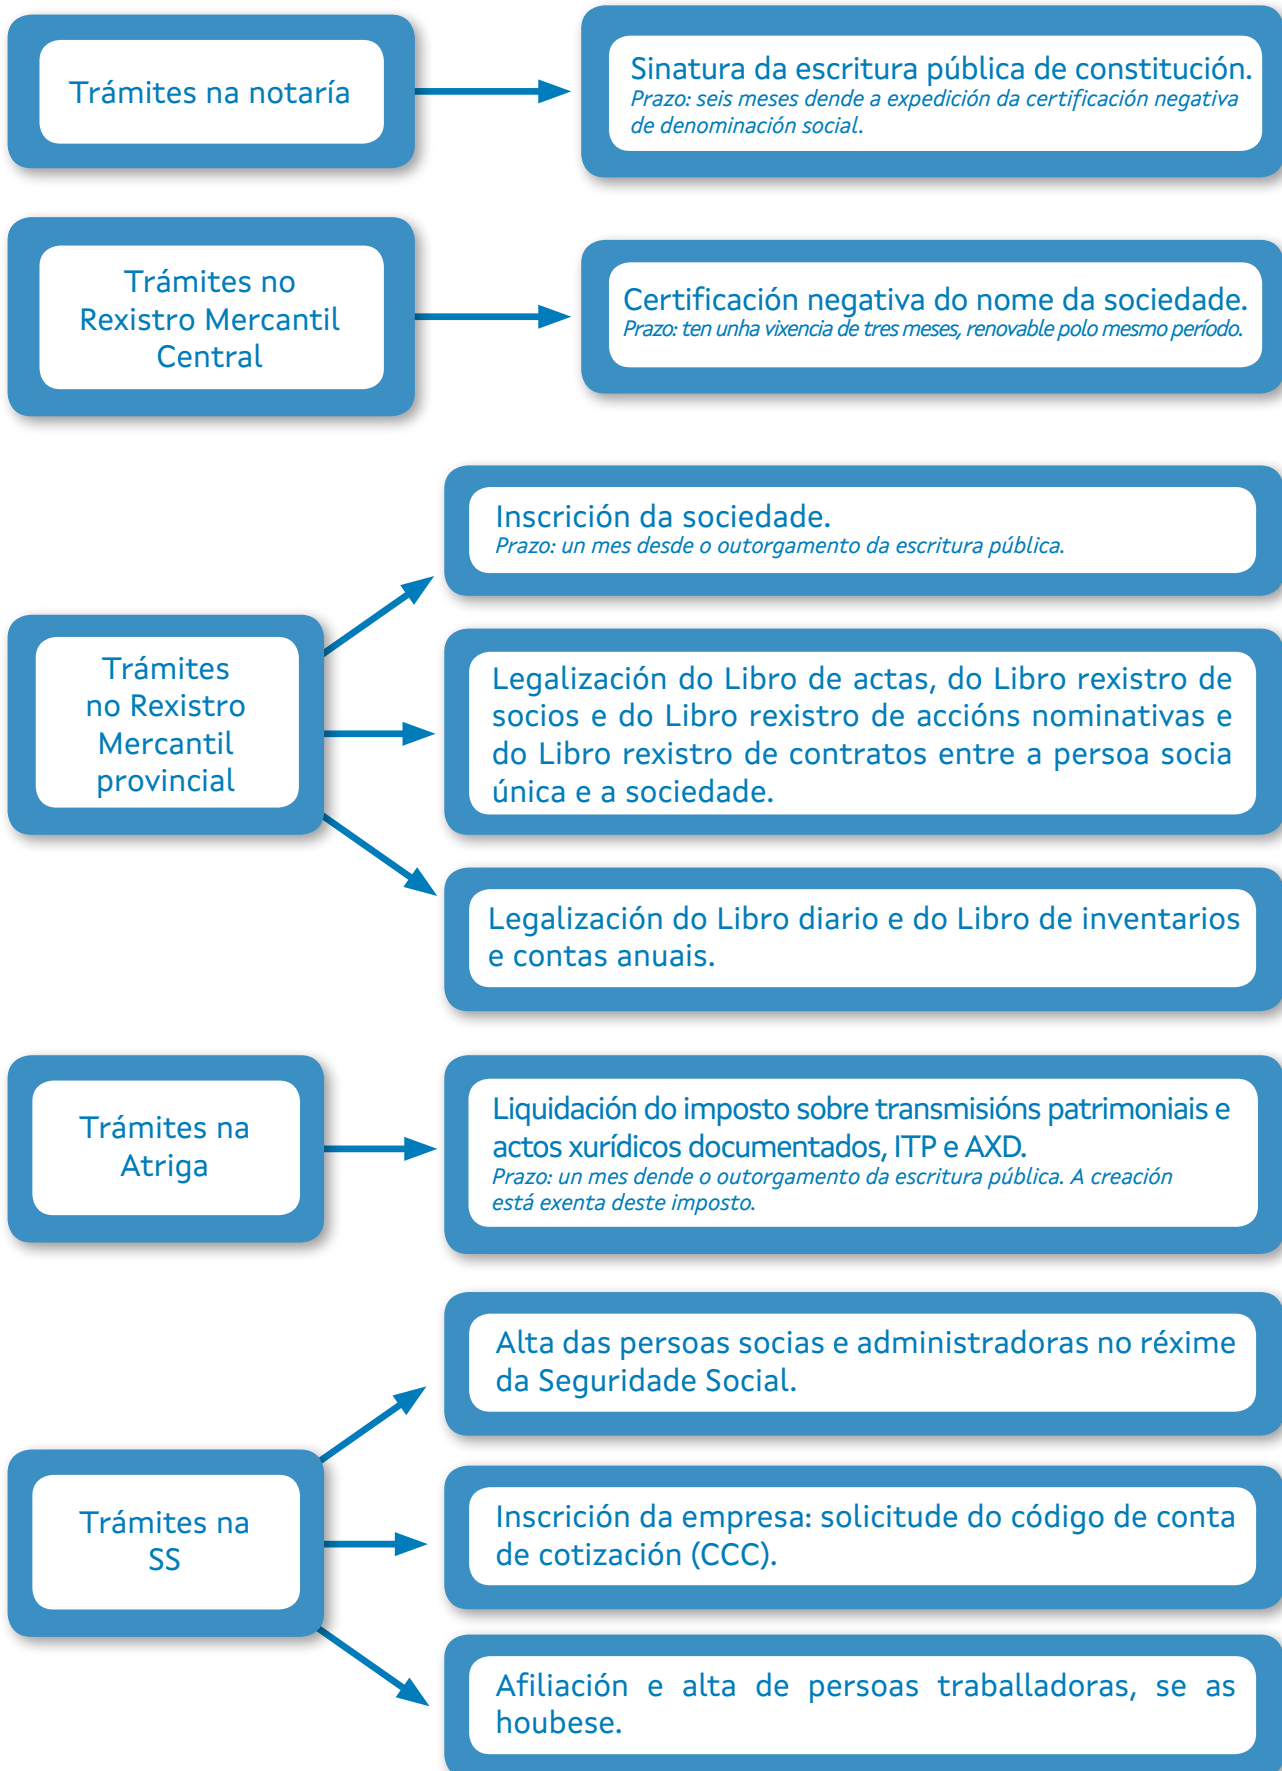 Trámites na notaría
Sinatura da escritura pública de constitución.
Prazo: seis meses dende a expedición da certificación negativa
de denominación social.
Trámites no
Rexistro Mercantil
Central
Certificación negativa do nome da sociedade.
Prazo: ten unha vixencia de tres meses, renovable polo mesmo período.
Trámites
no Rexistro
Mercantil
provincial
Inscrición da sociedade.
Prazo: un mes desde o outorgamento da escritura pública.
Legalización do Libro de actas, do Libro rexistro de
socios e do Libro rexistro de accións nominativas e
do Libro rexistro de contratos entre a persoa socia
única e a sociedade.
Legalización do Libro diario e do Libro de inventarios
e contas anuais.
Trámites na
Atriga
Liquidación do imposto sobre transmisións patrimoniais e
actos xurídicos documentados, ITP e AXD.
Prazo: un mes dende o outorgamento da escritura pública. A creación
está exenta deste imposto.
Trámites na
SS
Alta das persoas socias e administradoras no réxime
da Seguridade Social.
Inscrición da empresa: solicitude do código de conta
de cotización (CCC).
Afiliación e alta de persoas traballadoras, se as
houbese.